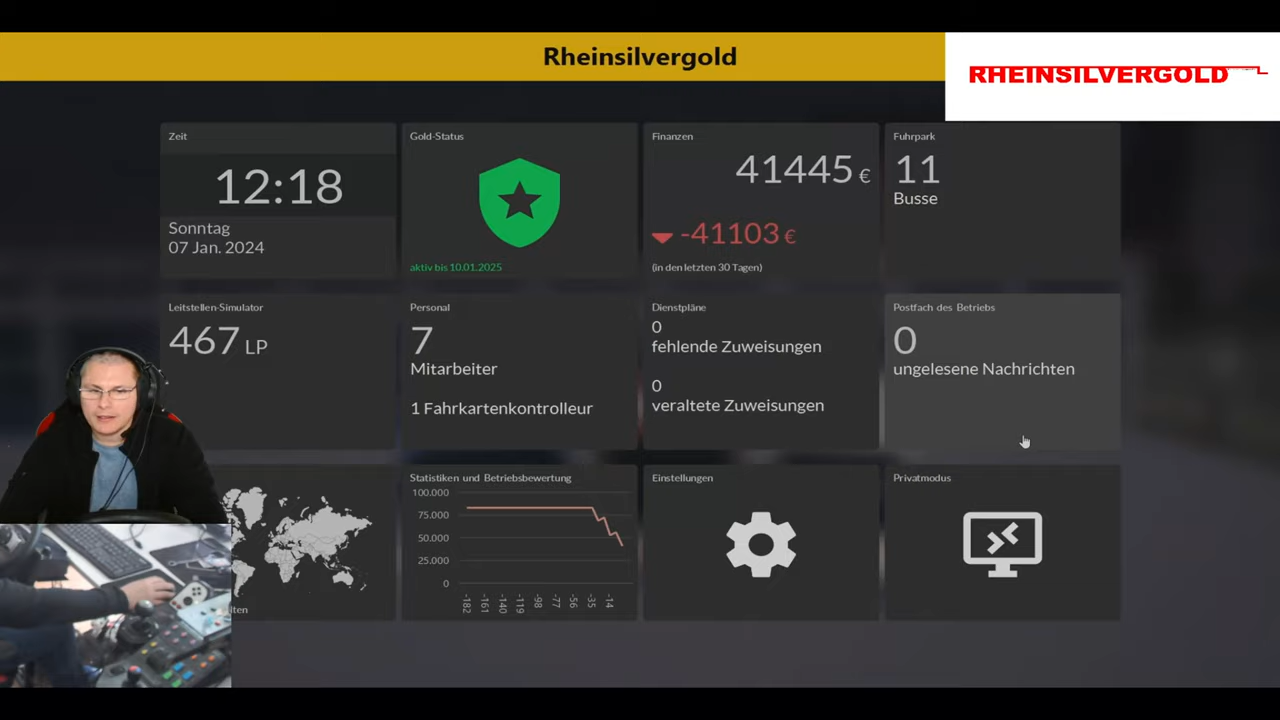 Rheinsilvergold
RHEINSILVERGOLD
Zeit
12:18
Sonntag
07 Jan. 2024
Gold-Status
aktiv bis 10.01.2025
Finanzen
41445 €
-41103 €
(in den letzten 30 Tagen)
Fuhrpark
11
Busse
Leitstellen-Simulator
467 LP
Personal
7
Mitarbeiter
1 Fahrkartenkontrolleur
Dienstpläne
0
fehlende Zuweisungen
0
veraltete Zuweisungen
Postfach des Betriebs
0
ungelesene Nachrichten
lten
Statistiken und Betriebsbewertung
100.000
75.000
50.000
25.000
0
-182
-161
-140
-119
-98
-77
-56
-35
-14
Einstellungen
Privatmodus